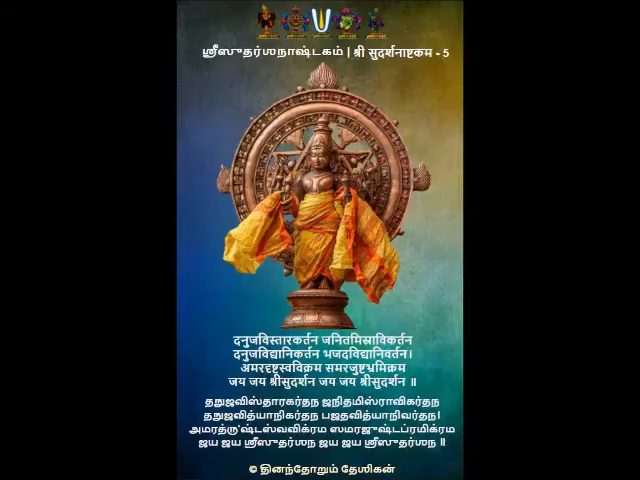 ஶ்ரீஸுதர்ஶநாஷ்டகம் | श्री सुदर्शनाष्टकम - 5
दनुजविस्तारकर्तन जनितमिस्राविकर्तन
दनुजविद्यानिकर्तन भजदविद्यानिवर्तन।
अमरदृष्टस्वविक्रम समरजुष्टभ्रमिक्रम
जय जय श्रीसुदर्शन जय जय श्रीसुदर्शन ॥
தநுஜவிஸ்தாரகர்தந ஜநிதமிஸ்ராவிகர்தந
தநுஜவித்யாநிகர்தந பஜதவித்யாநிவர்தந।
அமரத்ருʼஷ்டஸ்வவிக்ரம ஸமரஜுஷ்டப்ரமிக்ரம
ஜய ஜய ஶ்ரீஸுதர்ஶந ஜய ஜய ஶ்ரீஸுதர்ஶந ॥
© தினந்தோறும் தேஶிகன்